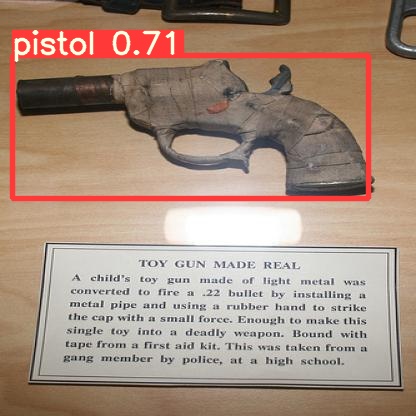 pistol 0.71
TOY GUN MADE REAL
A child's toy gun made of light metal was
converted to fire a .22 bullet by installing a
metal pipe and using a rubber hand to strike
the cap with a small force. Enough to make this
single toy into a deadly weapon. Bound with
tape from a first aid kit. This was taken from a
gang member by police, at a high school.